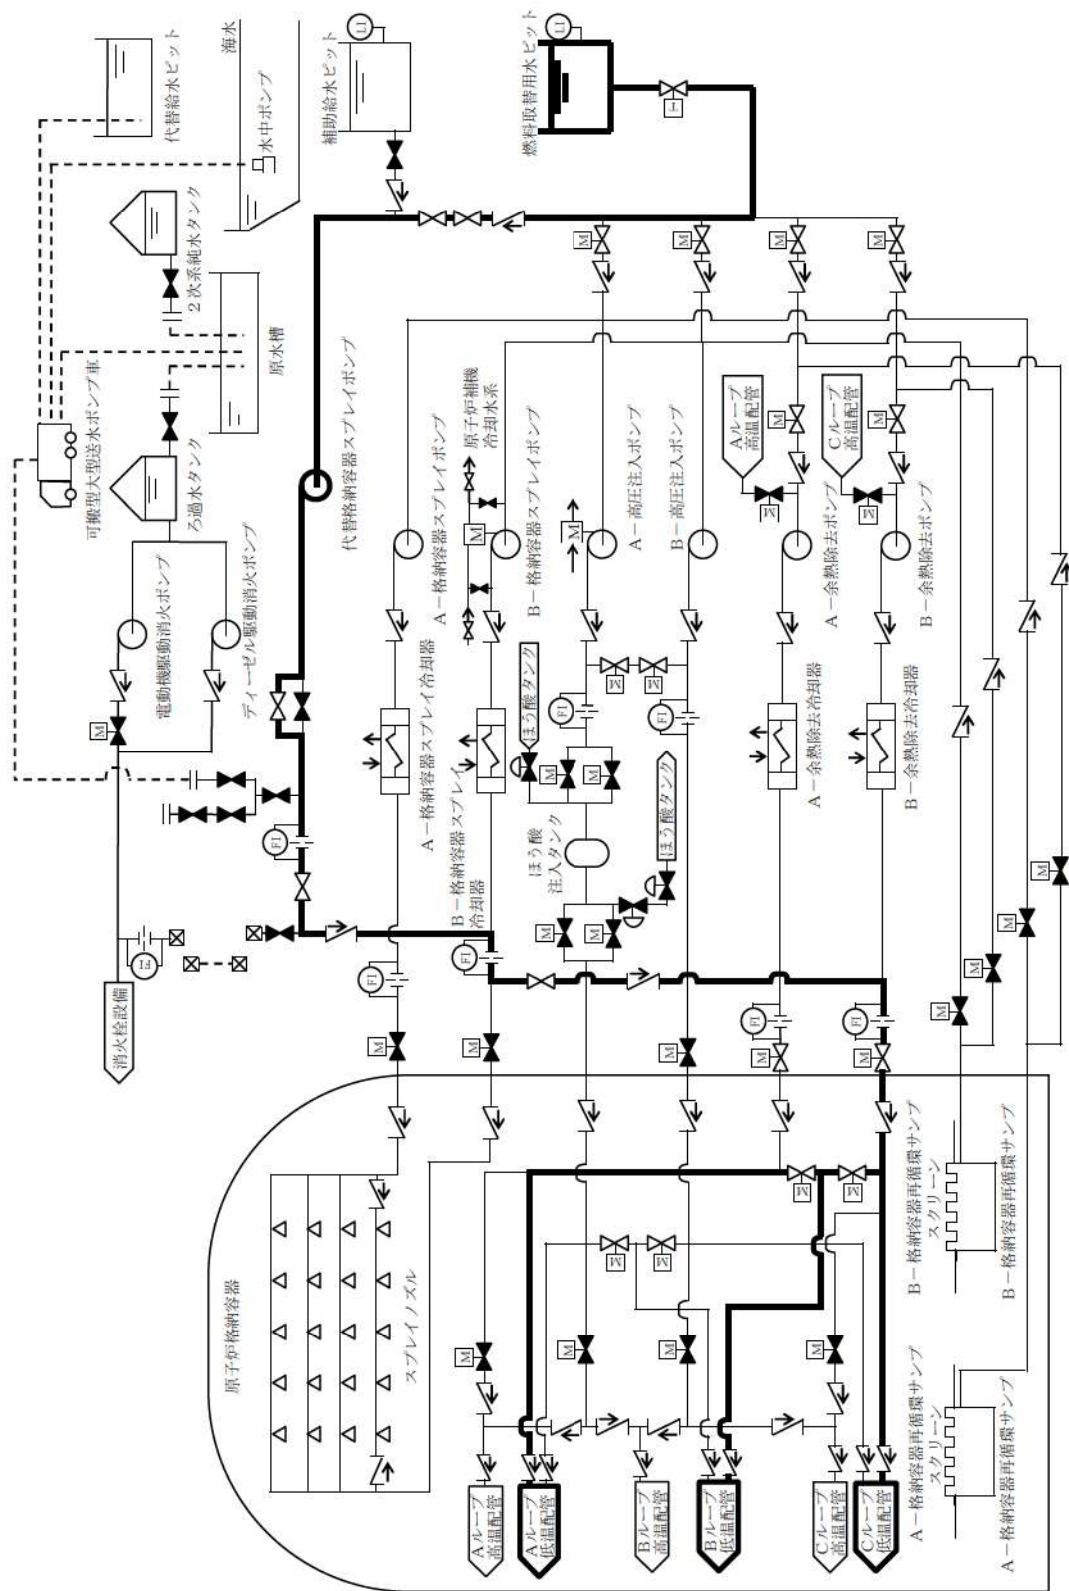 代替給水ピット
海水
水中ポンプ
2次系純水タンク
原水槽
可搬型大型送水ポンプ車
ろ過水タンク
電動機駆動消火ポンプ
ディーゼル駆動消火ポンプ
M
FI
FI
消火栓設備
LI
補助給水ピット
LI
燃料取替用水ピット
M
M
M
M
代替格納容器スプレイポンプ
A-格納容器スプレイポンプ
原子炉補機
冷却水系
M
B-格納容器スプレイポンプ
M
A-高圧注入ポンプ
B-高圧注入ポンプ
Aループ
高温配管
M
M
Cループ
高温配管
M
M
A-余熱除去ポンプ
B-余熱除去ポンプ
A-格納容器スプレイ冷却器
B-格納容器スプレイ
冷却器
ほう酸タンク
FI
M
M
FI
M
M
ほう酸
注入タンク
ほう酸タンク
M
M
A-余熱除去冷却器
B-余熱除去冷却器
FI
FI
FI
FI
M
M
M
M
M
M
M
M
M
原子炉格納容器
スプレイノズル
M
M
M
M
M
M
M
M
Aループ
高温配管
Aループ
低温配管
Bループ
高温配管
Bループ
低温配管
Cループ
高温配管
Cループ
低温配管
B-格納容器再循環サンプ
スクリーン
B-格納容器再循環サンプ
A-格納容器再循環サンプ
スクリーン
A-格納容器再循環サンプ